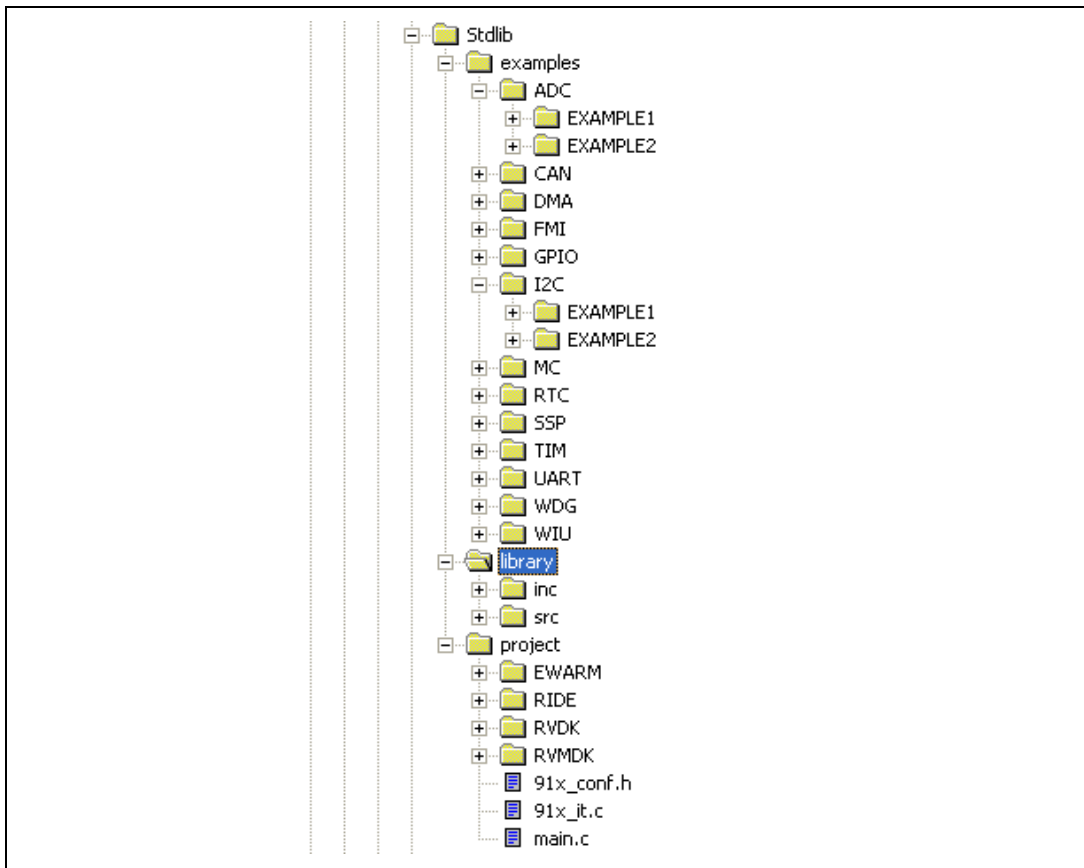 Stdlib
examples
ADC
EXAMPLE1
EXAMPLE2
CAN
DMA
FMI
GPIO
I2C
EXAMPLE1
EXAMPLE2
MC
RTC
SSP
TIM
UART
WDG
WIU
library
inc
src
project
EWARM
RIDE
RVDK
RVMDK
91x_conf.h
91x_it.c
main.c